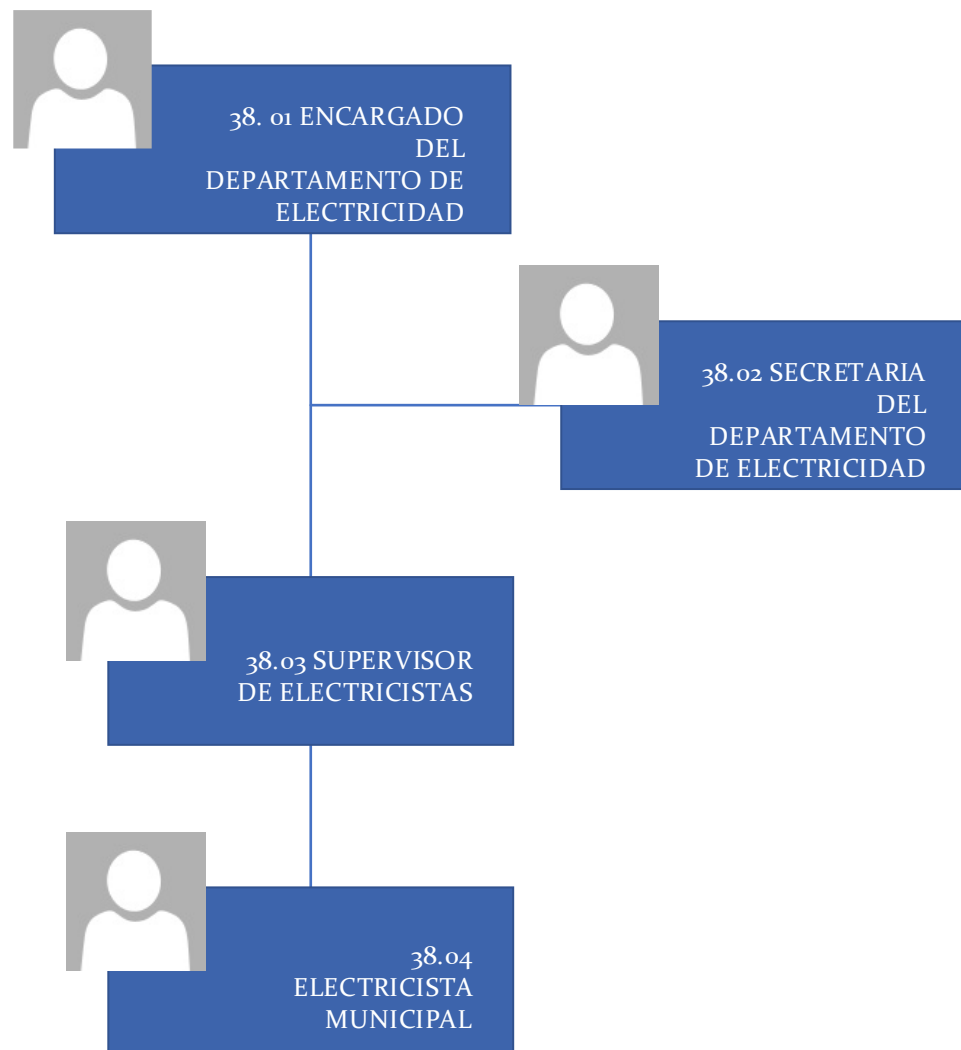 38. 01 ENCARGADO
DEL
DEPARTAMENTO DE
ELECTRICIDAD
38.02 SECRETARIA
DEL
DEPARTAMENTO
DE ELECTRICIDAD
38.03 SUPERVISOR
DE ELECTRICISTAS
38.04
ELECTRICISTA
MUNICIPAL